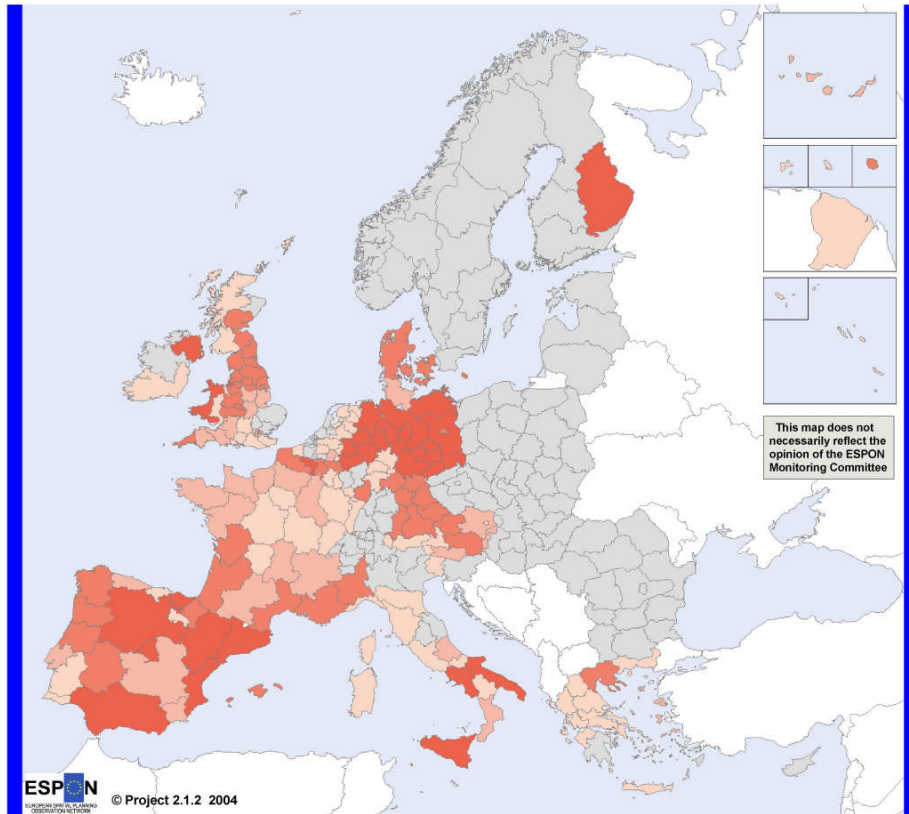 This map does not
necessarily reflect the
opinion of the ESPON
Monitoring Committee
ESPON
EUROPEAN SPATIAL PLANNING
OBSERVATION NETWORK
© Project 2.1.2 2004